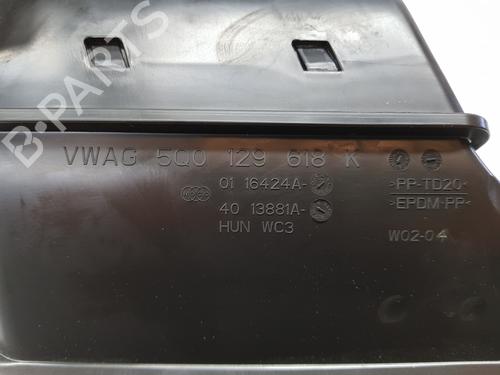 B-PARTS
VWAG 5Q0 129 618 K
01 16424A- >PP-TD20<
40 13881A- >EPDM-PP<
HUN WC3 W02-04